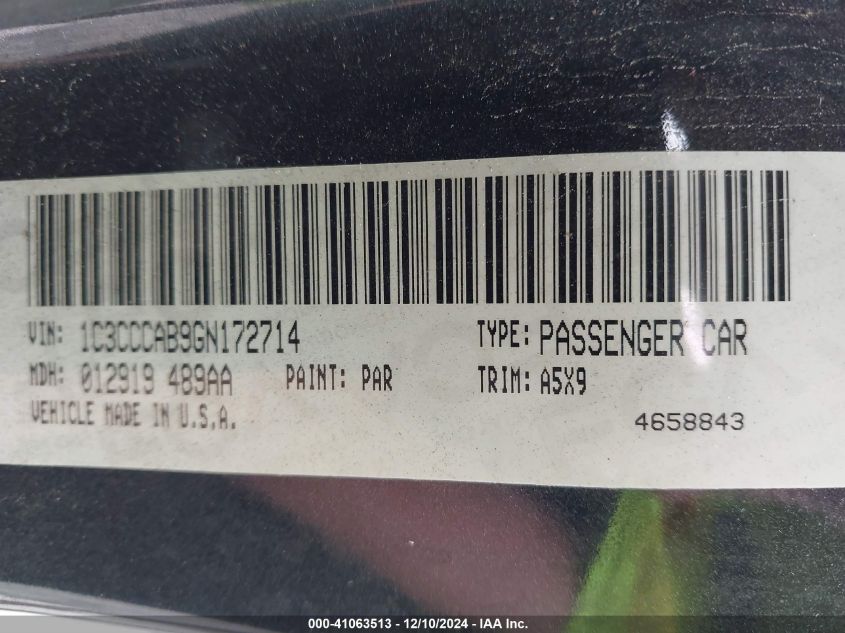 VIN: 1C3CCCAB9GN172714 TYPE: PASSENGER CAR
MDH: 012919 489AA PAINT: PAR TRIM: A5X9
VEHICLE MADE IN U.S.A. 4658843
000-41063513 - 12/10/2024 - IAA Inc.